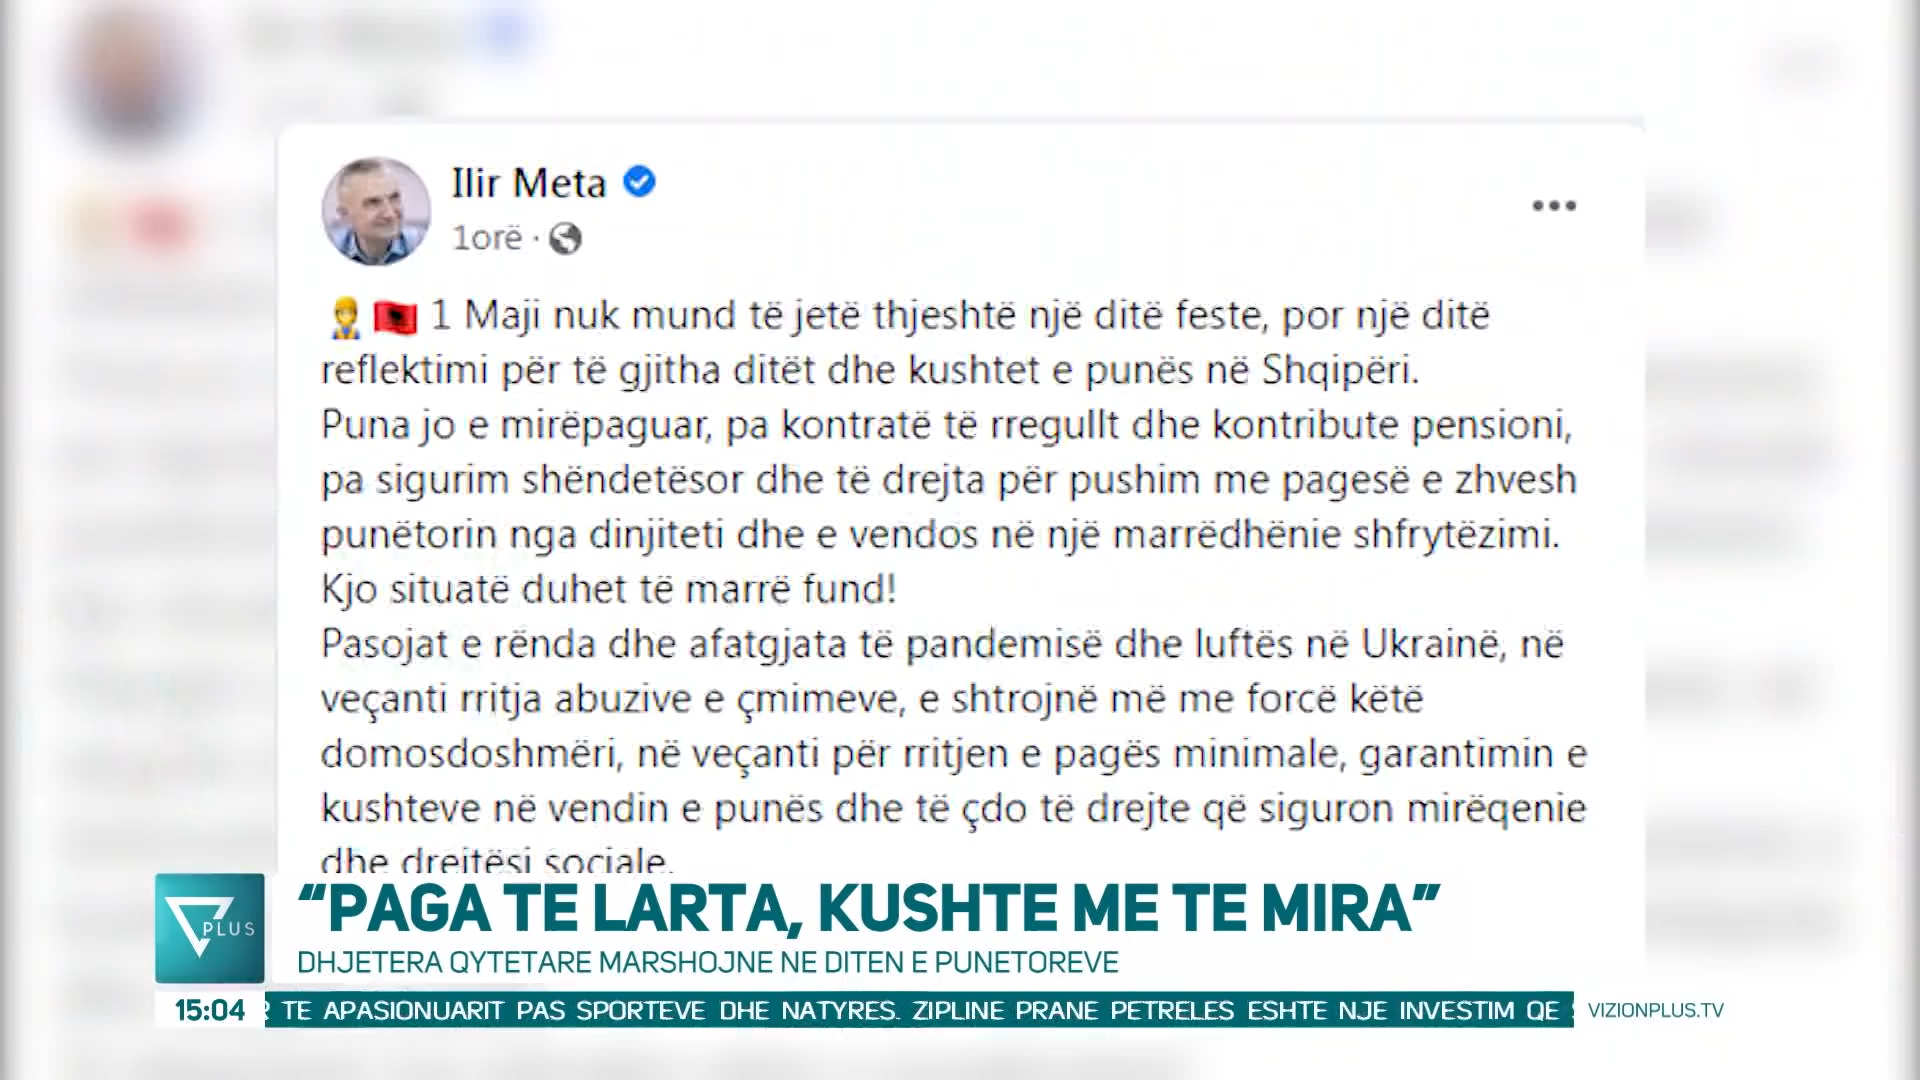 Ilir Meta
1orë ·
1 Maji nuk mund të jetë thjeshtë një ditë feste, por një ditë
reflektimi për të gjitha ditët dhe kushtet e punës në Shqipëri.
Puna jo e mirëpaguar, pa kontratë të rregullt dhe kontribute pensioni,
pa sigurim shëndetësor dhe të drejta për pushim me pagesë e zhvesh
punëtorin nga dinjiteti dhe e vendos në një marrëdhënie shfrytëzimi.
Kjo situatë duhet të marrë fund!
Pasojat e rënda dhe afatgjata të pandemisë dhe luftës në Ukrainë, në
veçanti rritja abuzive e çmimeve, e shtrojnë më me forcë këtë
domosdoshmëri, në veçanti për rritjen e pagës minimale, garantimin e
kushteve në vendin e punës dhe të çdo të drejte që siguron mirëqenie
dhe drejtësi sociale.
PLUS
“PAGA TE LARTA, KUSHTE ME TE MIRA”
DHJETERA QYTETARE MARSHOJNE NE DITEN E PUNETOREVE
15:04
TE APASIONUARIT PAS SPORTEVE DHE NATYRES. ZIPLINE PRANE PETRELES ESHTE NJE INVESTIM QE
VIZIONPLUS.TV